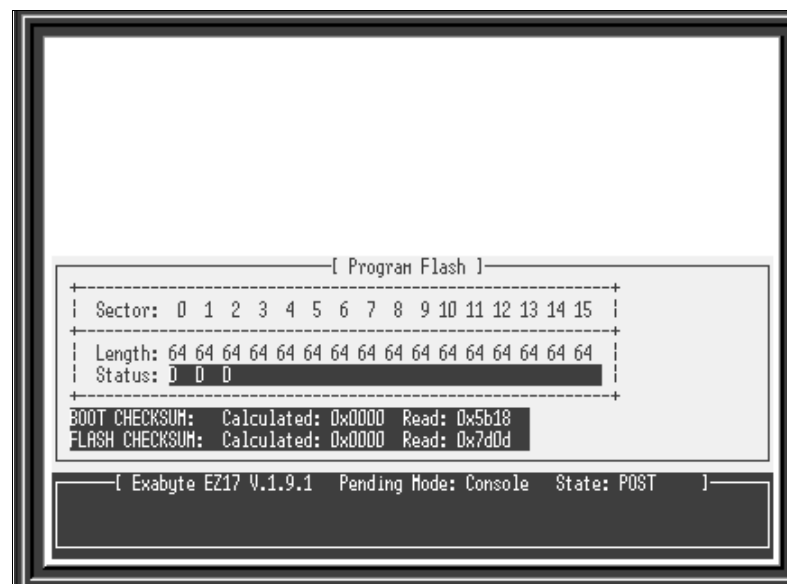 [ Program Flash ]
+-----------------------------------------------------------+
| Sector: 0 1 2 3 4 5 6 7 8 9 10 11 12 13 14 15 |
+-----------------------------------------------------------+
| Length: 64 64 64 64 64 64 64 64 64 64 64 64 64 64 64 64 |
| Status: D D D |
+-----------------------------------------------------------+
BOOT CHECKSUM: Calculated: 0x0000 Read: 0x5b18
FLASH CHECKSUM: Calculated: 0x0000 Read: 0x7d0d
[ Exabyte EZ17 V.1.9.1 Pending Mode: Console State: POST ]